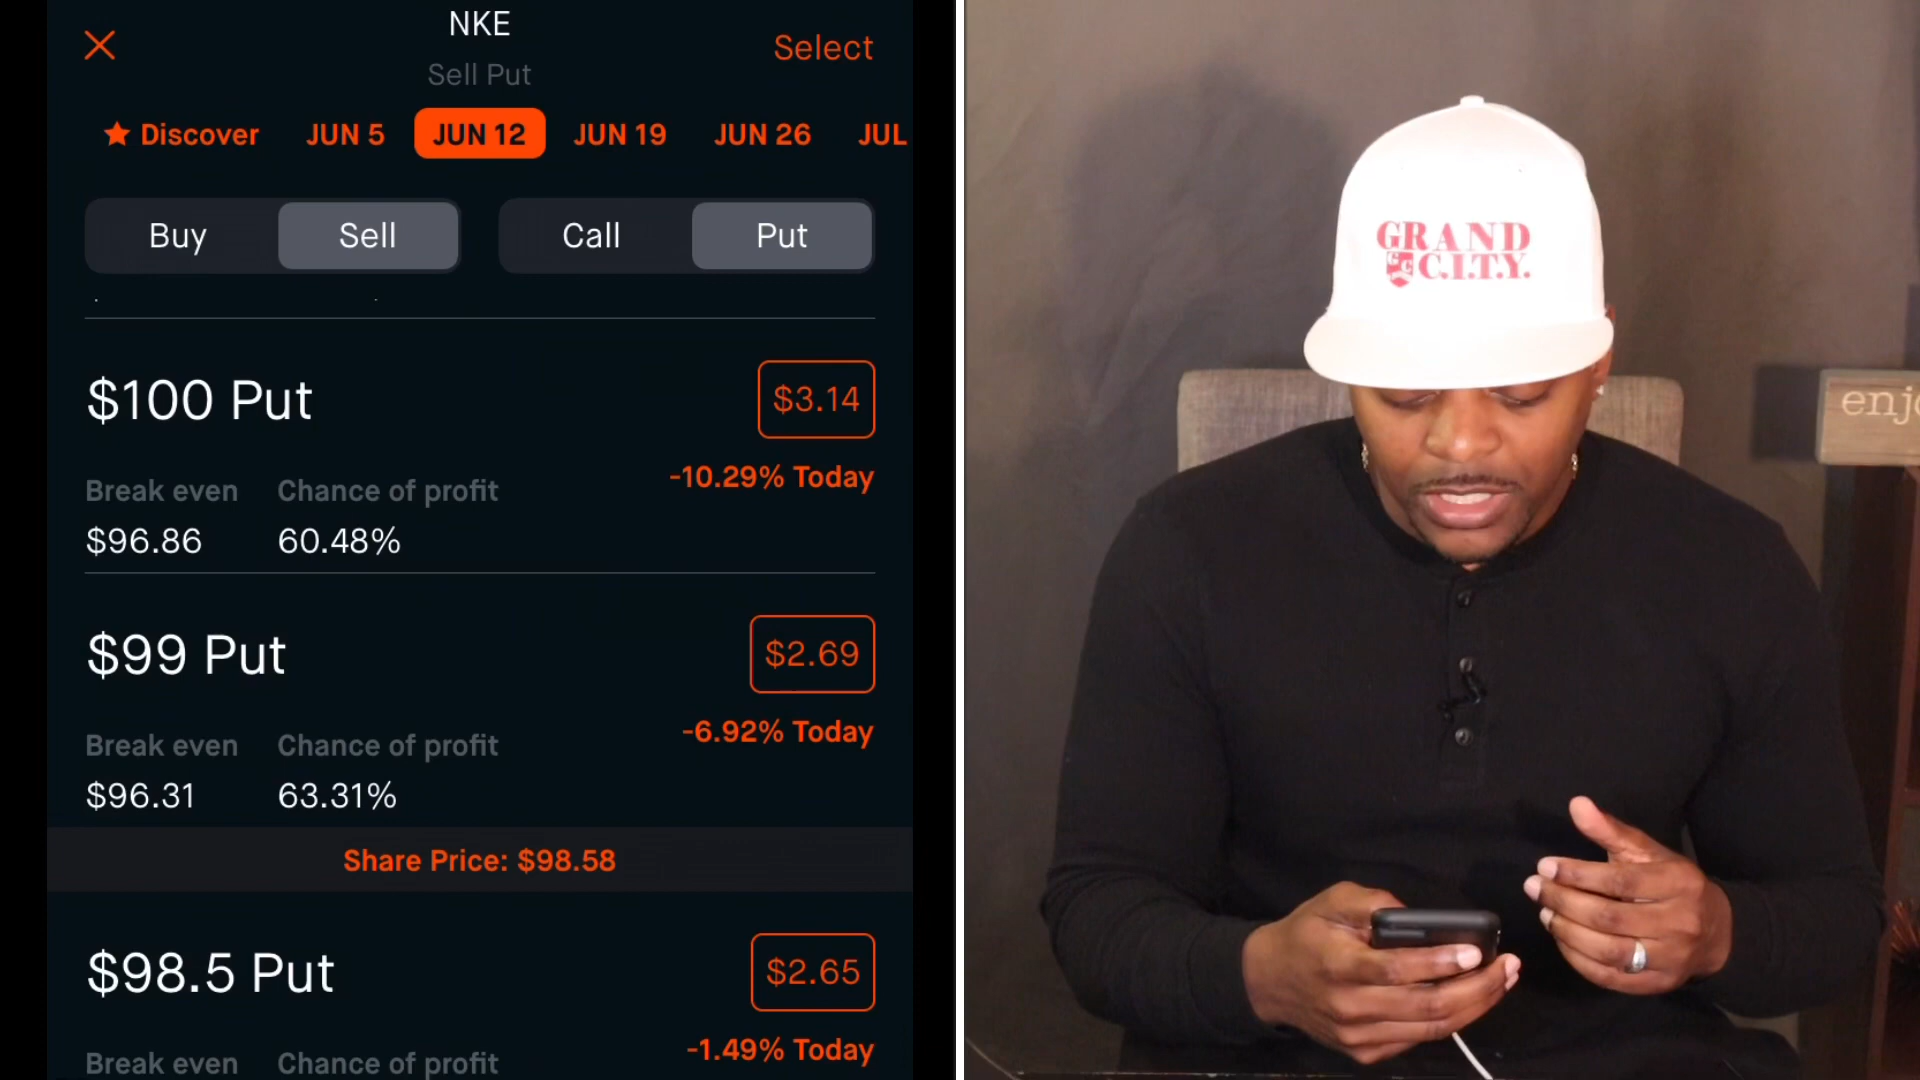 NKE
Select
Sell Put
★ Discover JUN 5 JUN 12 JUN 19 JUN 26 JUL
Buy Sell Call Put
$100 Put $3.14
-10.29% Today
Break even Chance of profit
$96.86 60.48%
$99 Put $2.69
-6.92% Today
Break even Chance of profit
$96.31 63.31%
Share Price: $98.58
$98.5 Put $2.65
-1.49% Today
Break even Chance of profit
GRAND
GC C.I.T.Y.
enjo